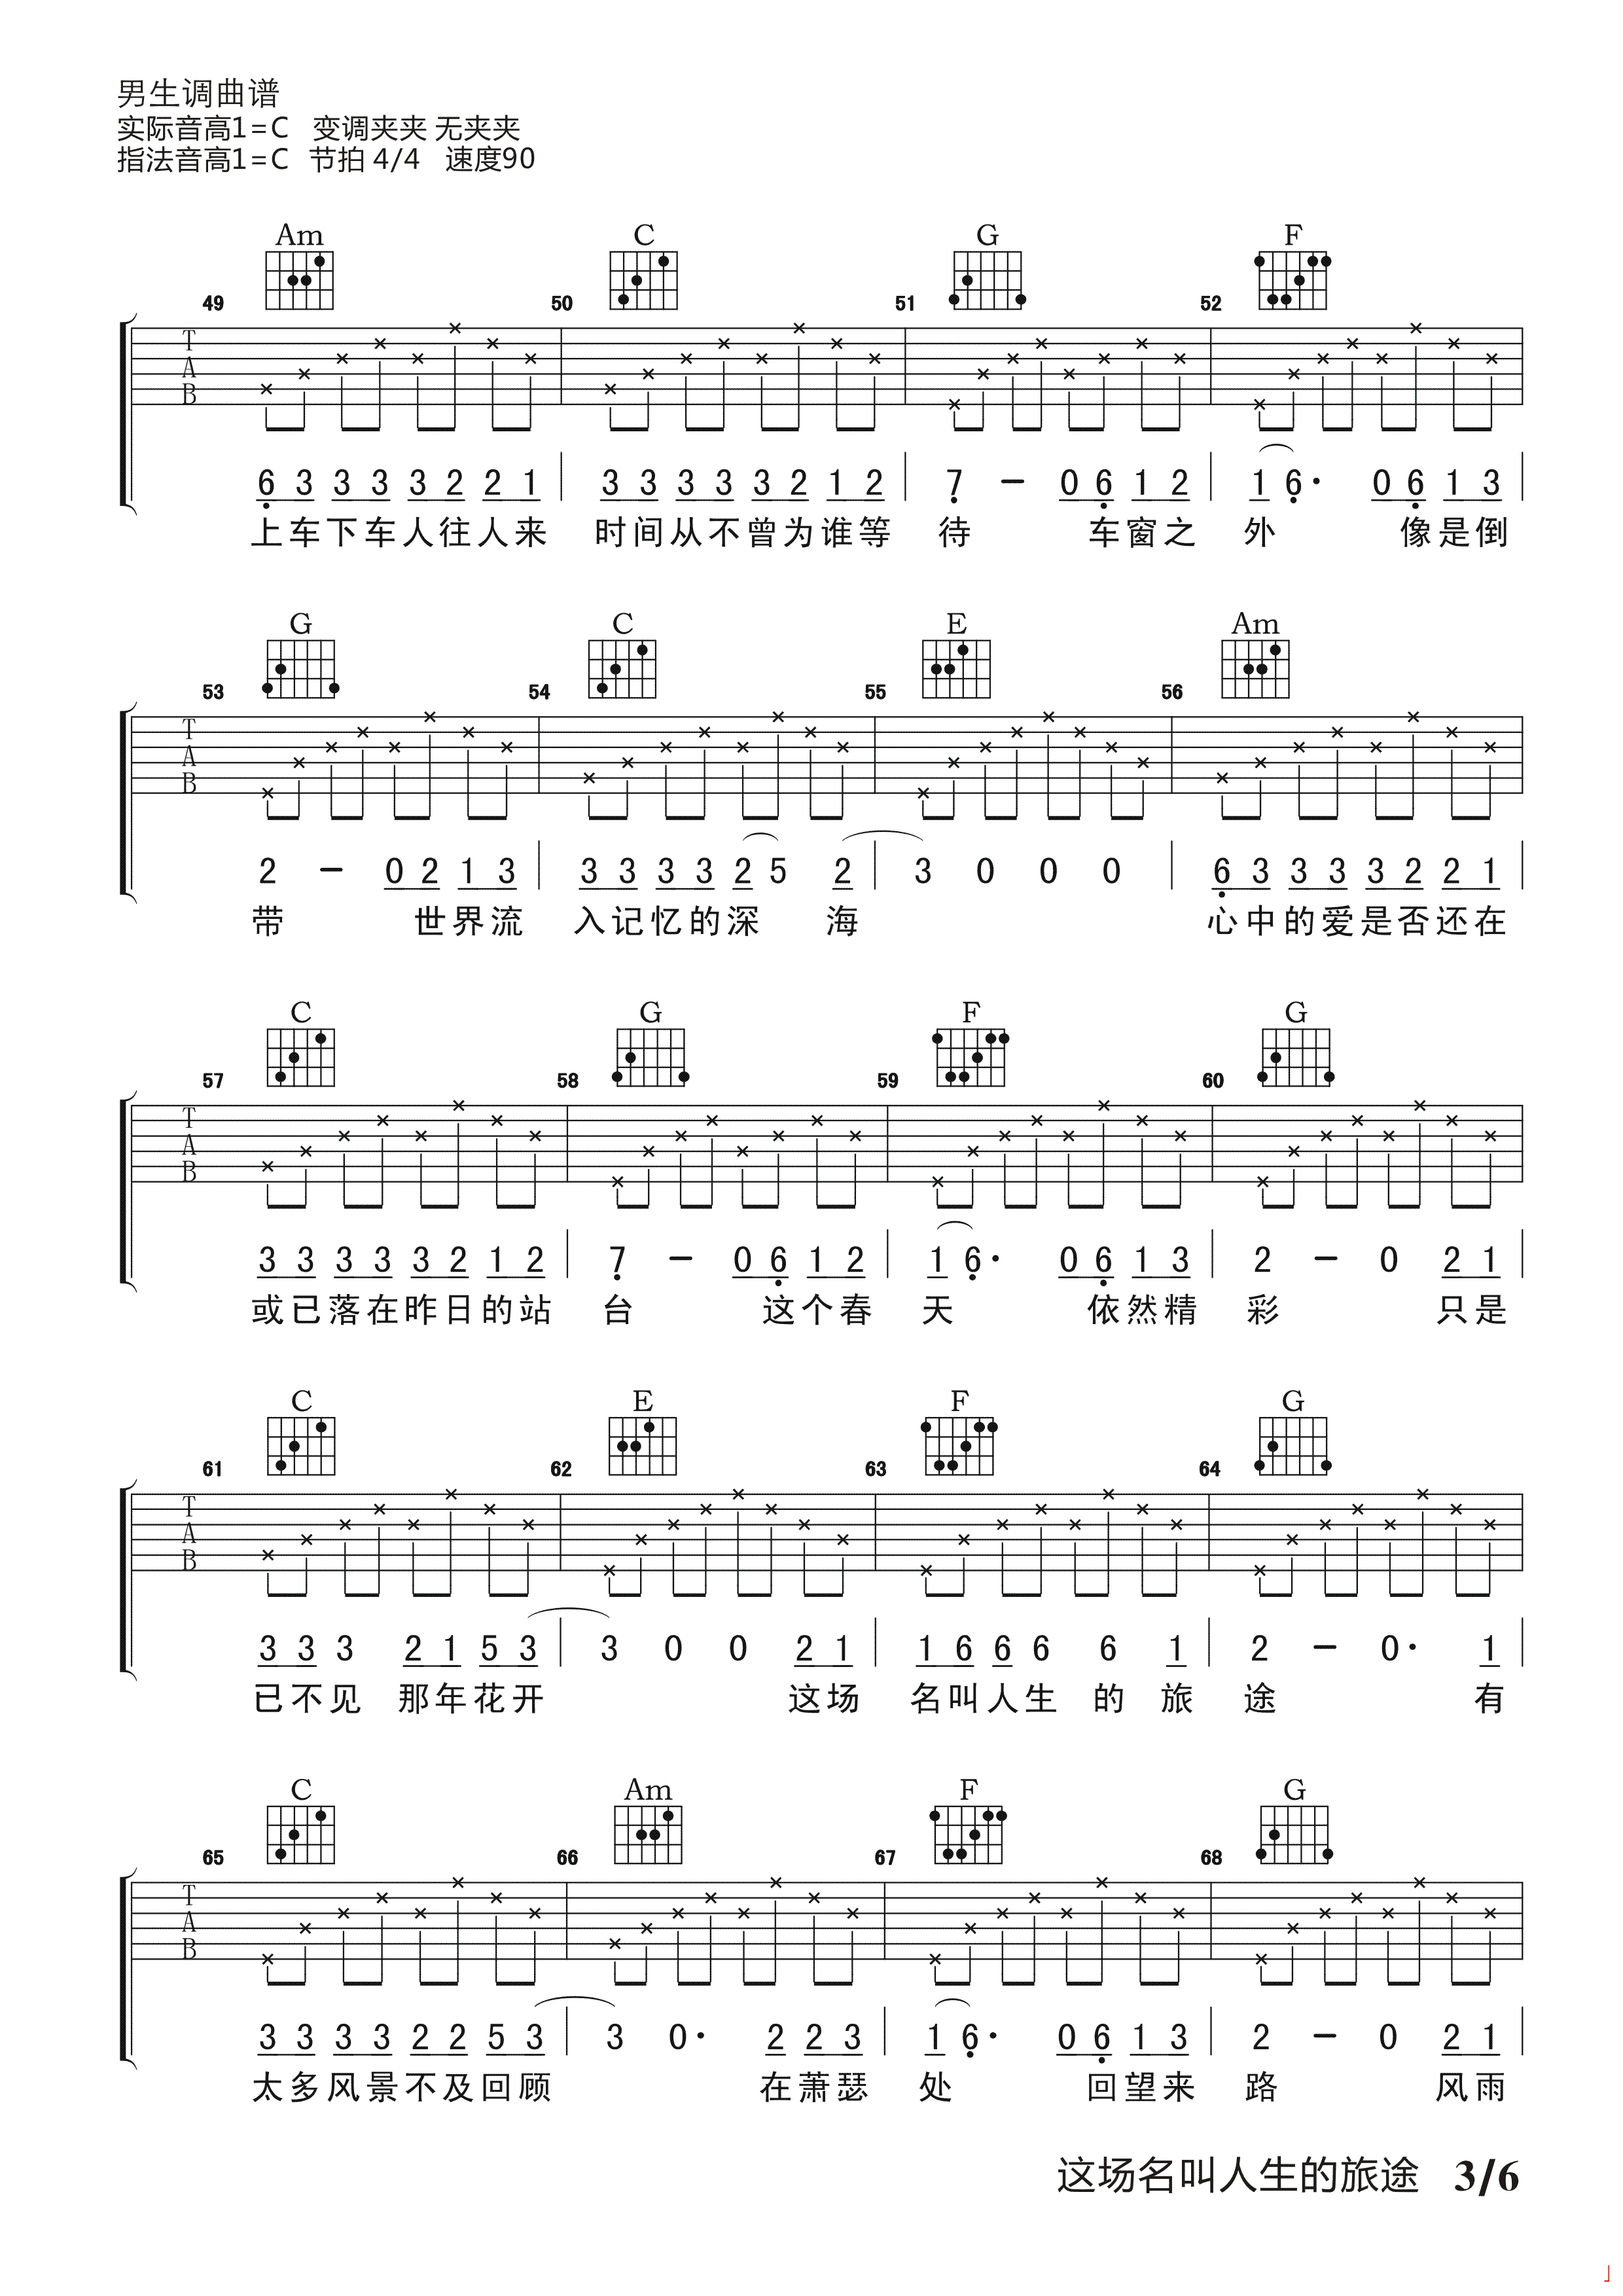 男生调曲谱
实际音高1=C 变调夹夹 无夹夹
指法音高1=C 节拍 4/4 速度90
Am C G F
49 50 51 52
T
A
B
6 3 3 3 3 2 2 1 3 3 3 3 3 2 1 2 7 – 0 6 1 2 1 6· 0 6 1 3
上车下车人往人来 时间从不曾为谁等 待 车窗之 外 像是倒
G C E Am
53 54 55 56
T
A
B
2 – 0 2 1 3 3 3 3 3 2 5 2 3 0 0 0 6 3 3 3 3 2 2 1
带 世界流 入记忆的深 海 心中的爱是否还在
C G F G
57 58 59 60
T
A
B
3 3 3 3 3 2 1 2 7 – 0 6 1 2 1 6· 0 6 1 3 2 – 0 2 1
或已落在昨日的站 台 这个春 天 依然精 彩 只是
C E F G
61 62 63 64
T
A
B
3 3 3 2 1 5 3 3 0 0 2 1 1 6 6 6 6 1 2 – 0· 1
已不见 那年花开 这场 名叫人生 的 旅 途 有
C Am F G
65 66 67 68
T
A
B
3 3 3 3 2 2 5 3 3 0· 2 2 3 1 6· 0 6 1 3 2 – 0 2 1
太多风景不及回顾 在萧瑟 处 回望来 路 风雨
这场名叫人生的旅途 3/6